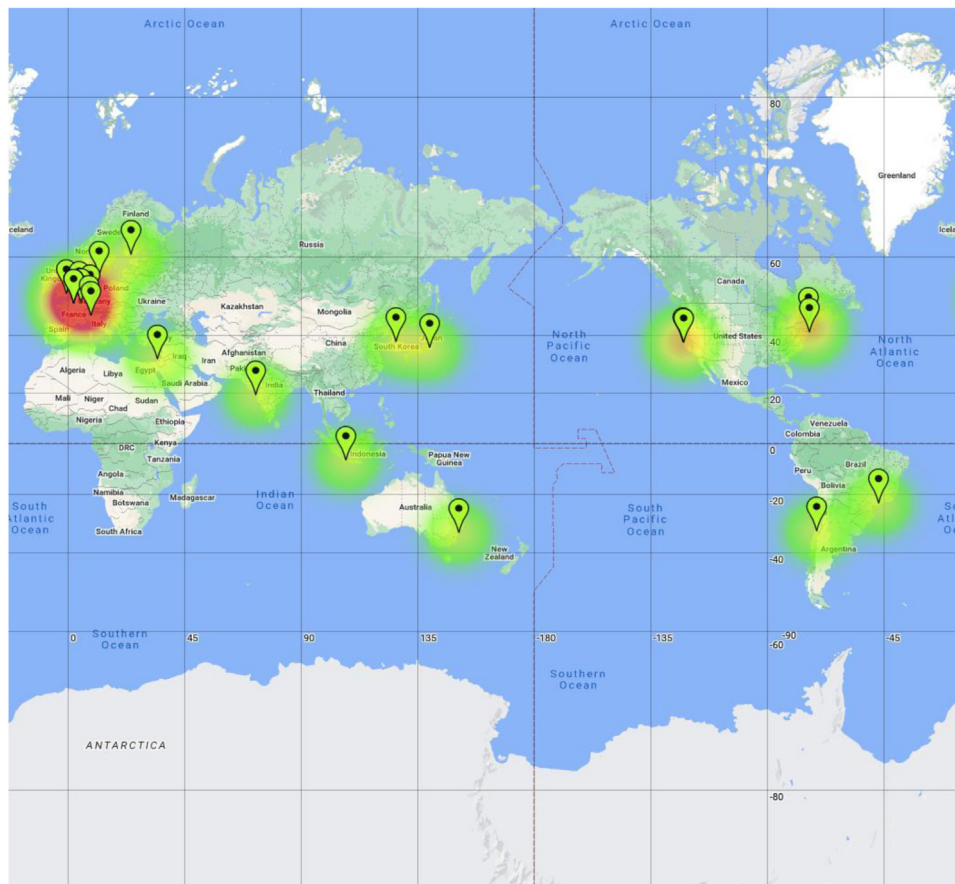 Arctic Ocean
Arctic Ocean
80
Greenland
Finland
celand
Icela
Swede
Russia
60
Canada
Poland
Ukraine
Kazakhstan
Mongolia
France
Italy
Spain
South Korea
China
North
Pacific
Ocean
United States
40
North
Atlantic
Ocean
Afghanistan
Iran
Iraq
Algeria
Libya
Egypt
Saudi Arabia
India
Mexico
Thailand
20
Mali
Niger
Sudan
Chad
Nigeria
Ethiopia
Venezuela
Colombia
DRC
Kenya
Tanzania
Indonesia
Papua New
Guinea
0
Peru
Brazil
Bolivia
Angola
Namibia
Botswana
Madagascar
Indian
Ocean
-20
South
Atlantic
Ocean
Australia
South
Pacific
Ocean
South Africa
New
Zealand
Argentina
-40
Southern
Ocean
0
45
90
135
-180
-135
-90
-45
-60
Southern
Ocean
ANTARCTICA
-80